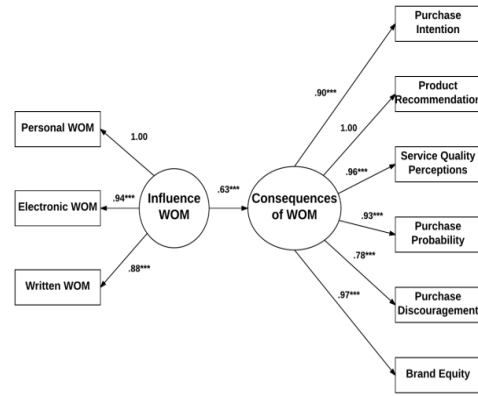 Purchase
Intention
.90***
Product
Recommendation
Personal WOM
1.00
1.00
Service Quality
Perceptions
.96***
Electronic WOM
.94***
Influence
WOM
.63***
Consequences
of WOM
.93***
Purchase
Probability
.88***
.78***
Written WOM
Purchase
Discouragement
.97***
Brand Equity